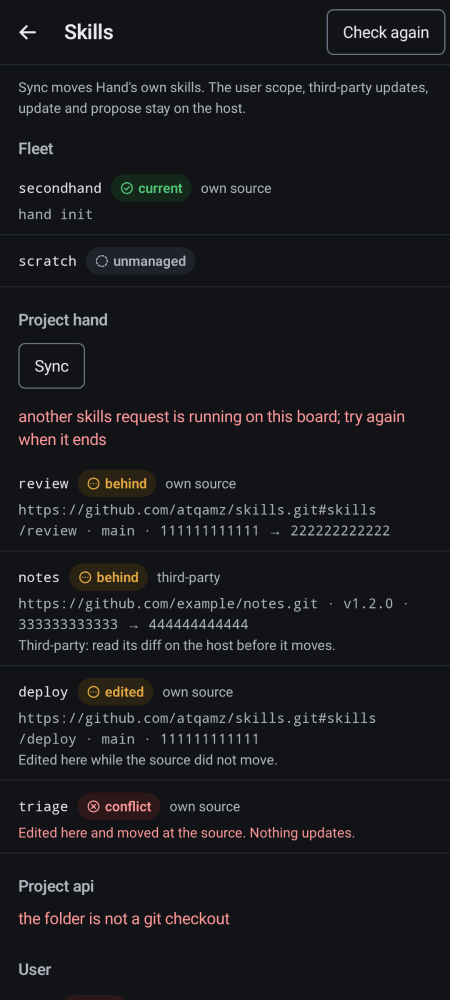 Skills
Check again
Sync moves Hand's own skills. The user scope, third-party updates,
update and propose stay on the host.
Fleet
secondhand current own source
hand init
scratch unmanaged
Project hand
Sync
another skills request is running on this board; try again
when it ends
review behind own source
https://github.com/atqamz/skills.git#skills
/review · main · 111111111111 → 222222222222
notes behind third-party
https://github.com/example/notes.git · v1.2.0 ·
333333333333 → 444444444444
Third-party: read its diff on the host before it moves.
deploy edited own source
https://github.com/atqamz/skills.git#skills
/deploy · main · 111111111111
Edited here while the source did not move.
triage conflict own source
Edited here and moved at the source. Nothing updates.
Project api
the folder is not a git checkout
User